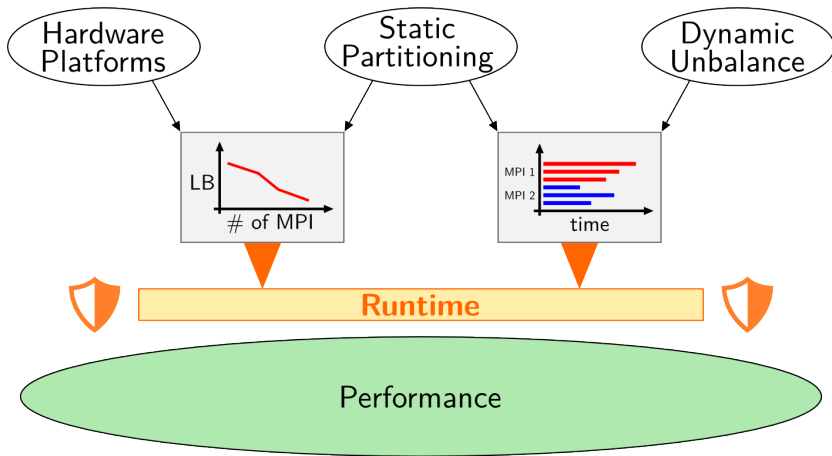 Hardware
Platforms
Static
Partitioning
Dynamic
Unbalance
LB
# of MPI
MPI 1
MPI 2
time
Runtime
Performance